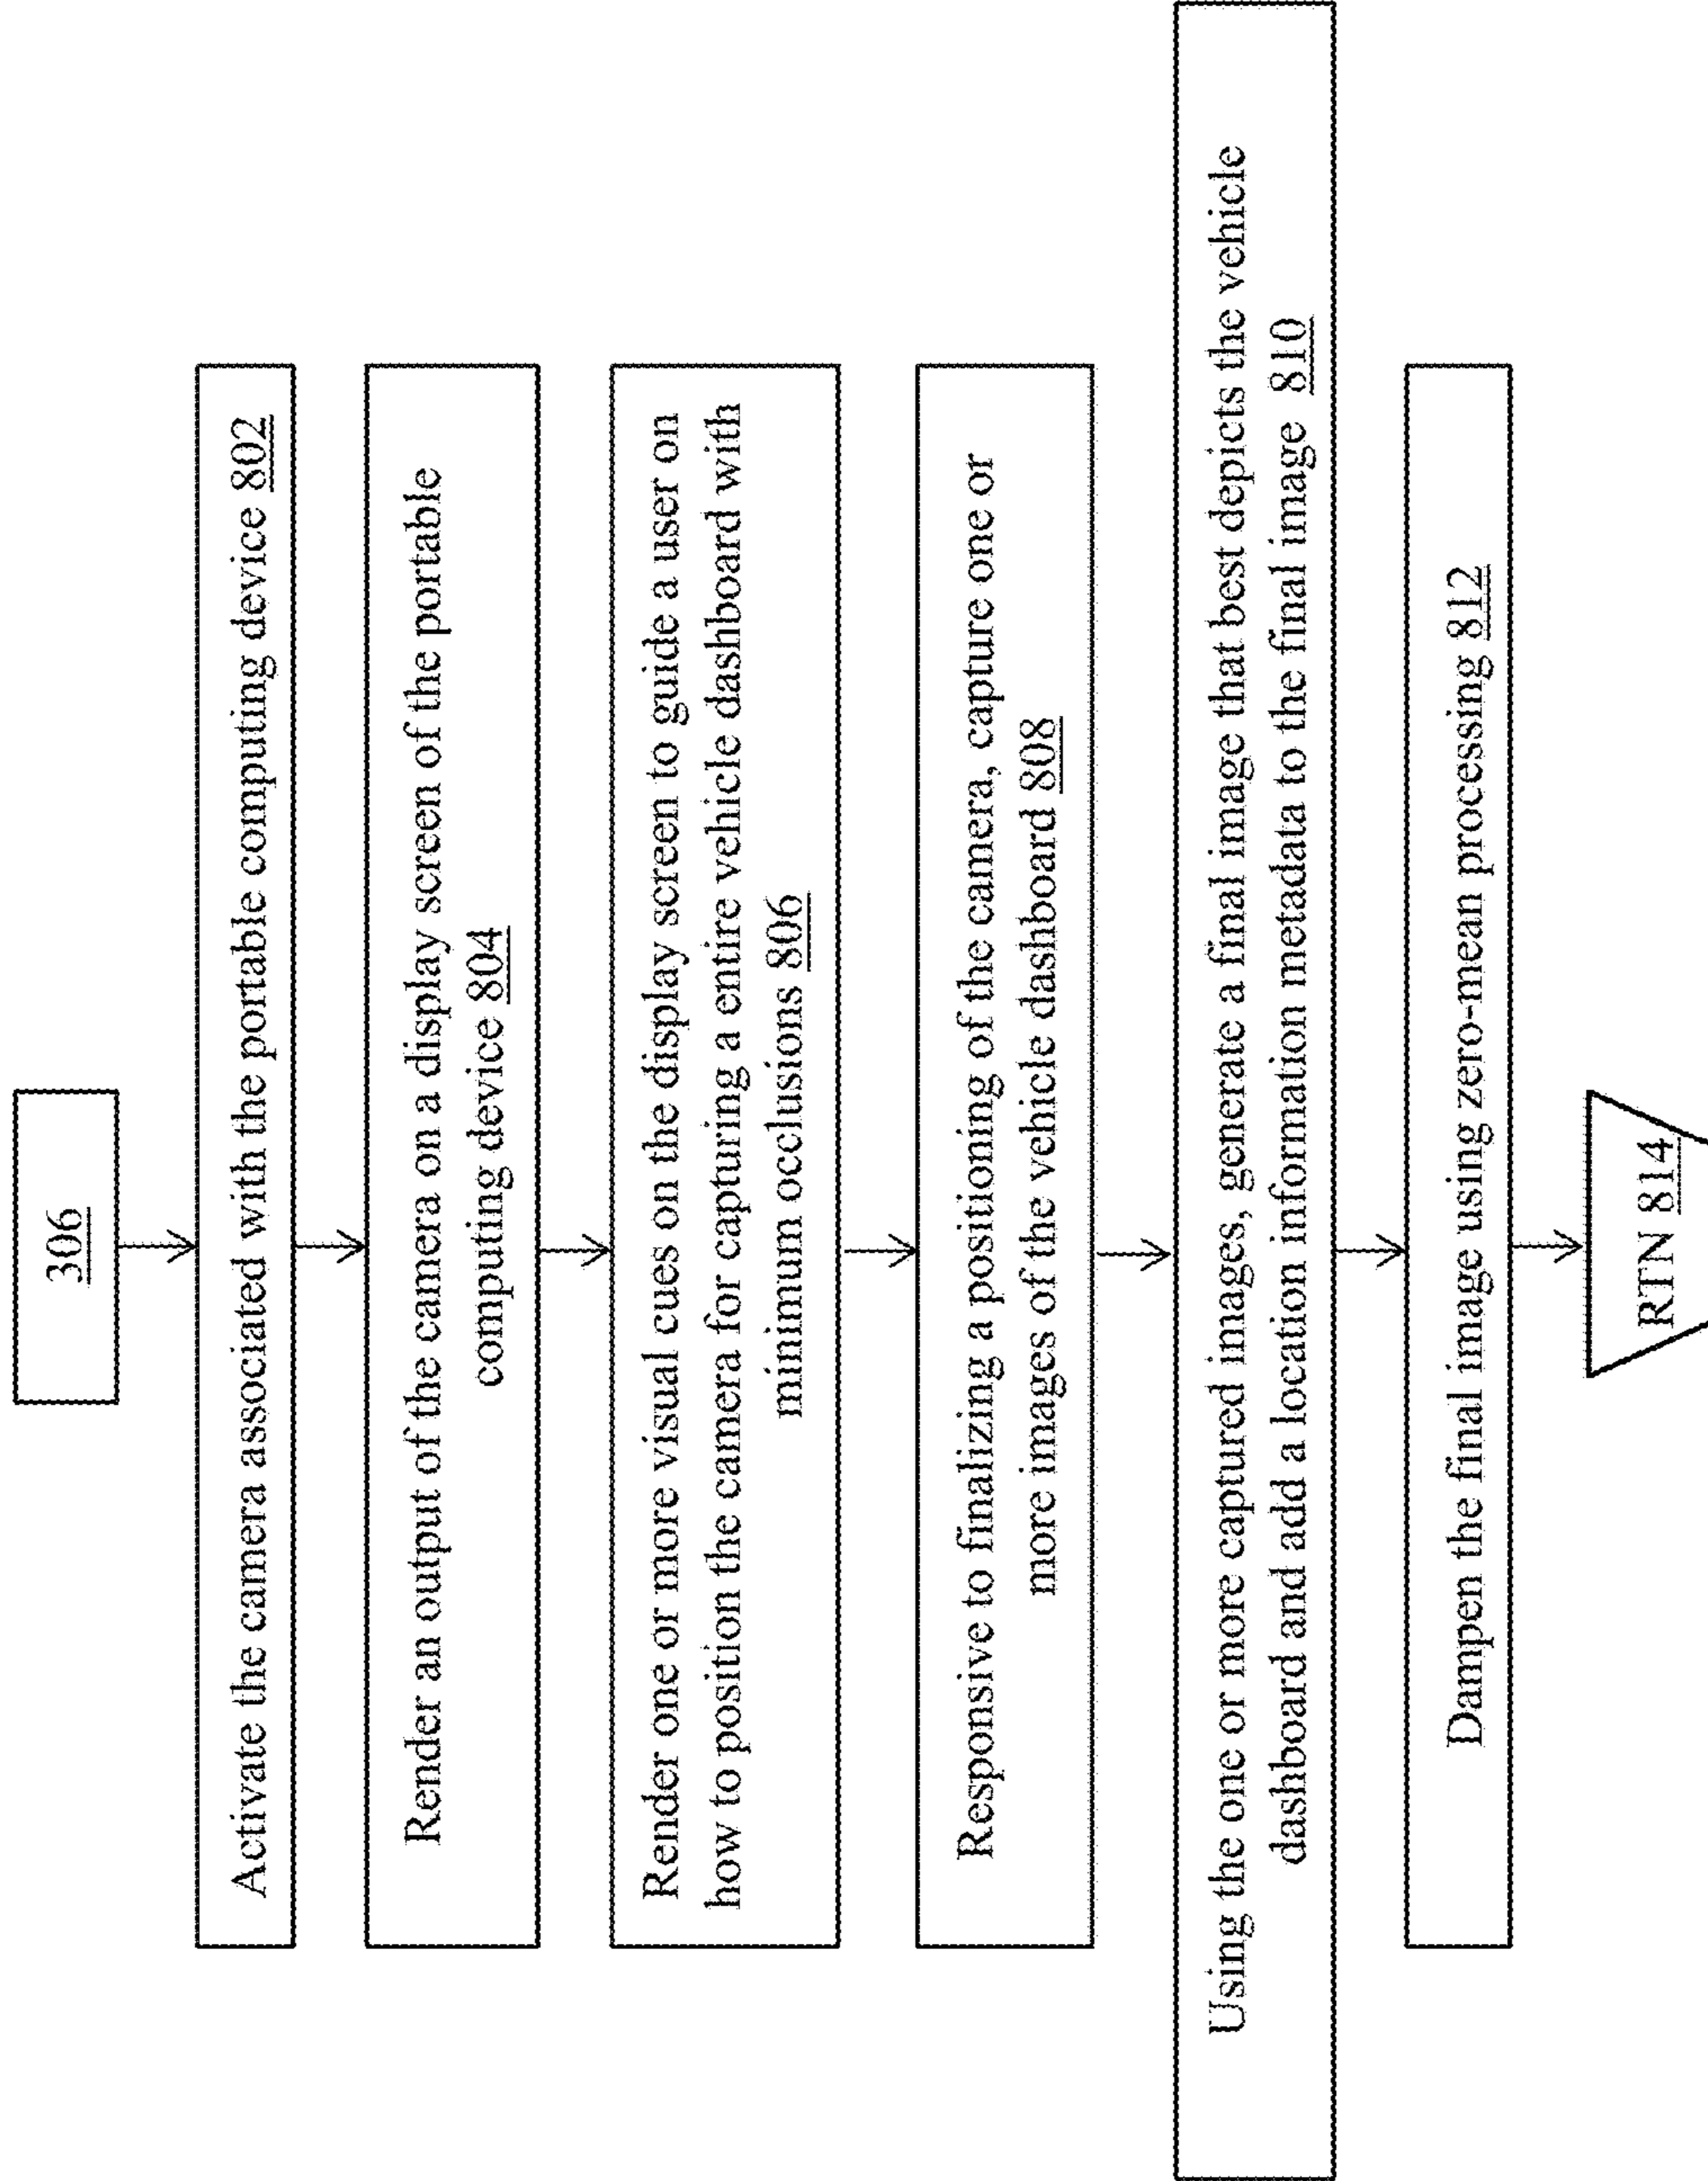 306
Activate the camera associated with the portable computing device 802
Render an output of the camera on a display screen of the portable
computing device 804
Render one or more visual cues on the display screen to guide a user on
how to position the camera for capturing a entire vehicle dashboard with
minimum occlusions 806
Responsive to finalizing a positioning of the camera, capture one or
more images of the vehicle dashboard 808
Using the one or more captured images, generate a final image that best depicts the vehicle
dashboard and add a location information metadata to the final image 810
Dampen the final image using zero-mean processing 812
RTN 814